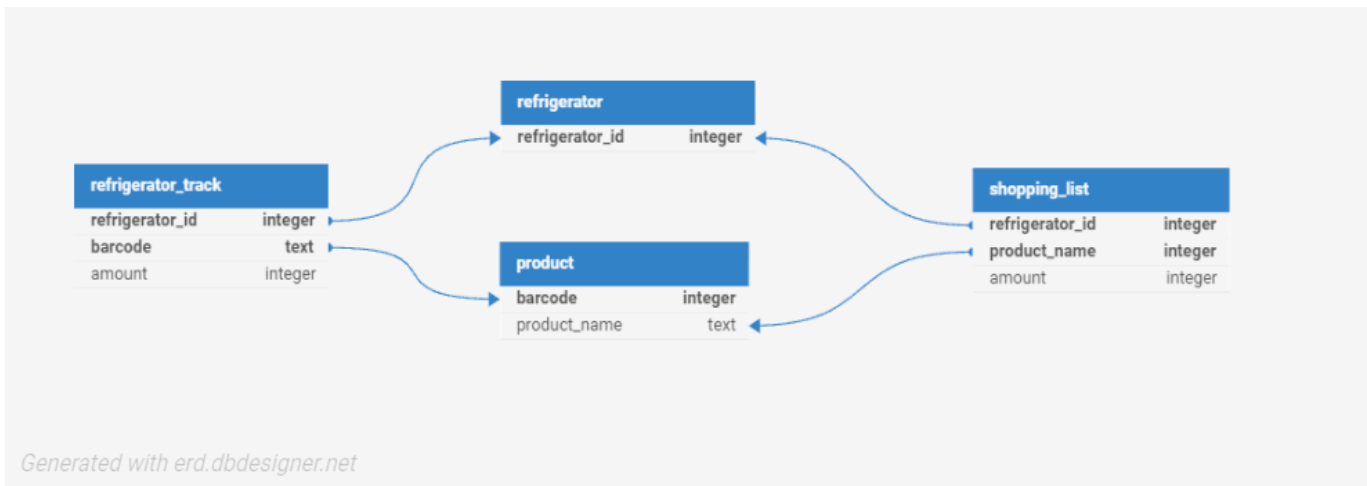 refrigerator
refrigerator_id integer
refrigerator_track
refrigerator_id integer
barcode text
amount integer
product
barcode integer
product_name text
shopping_list
refrigerator_id integer
product_name integer
amount integer
Generated with erd.dbdesigner.net